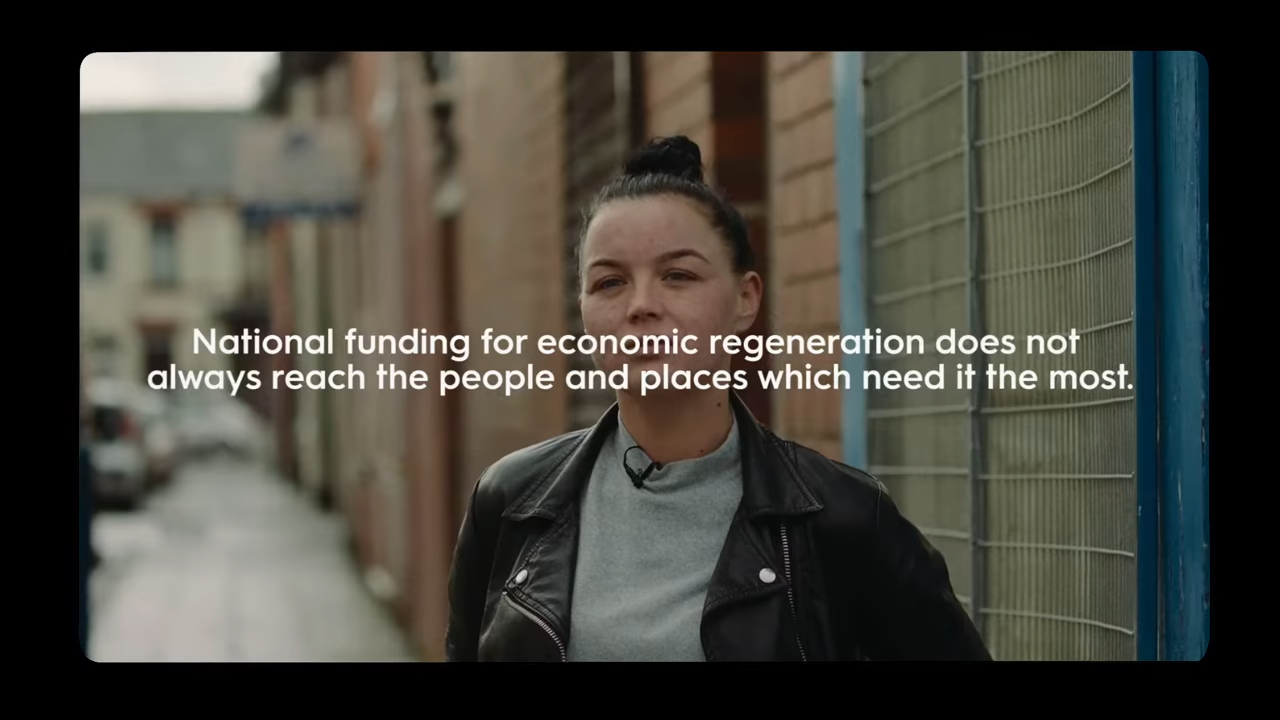 National funding for economic regeneration does not
always reach the people and places which need it the most.